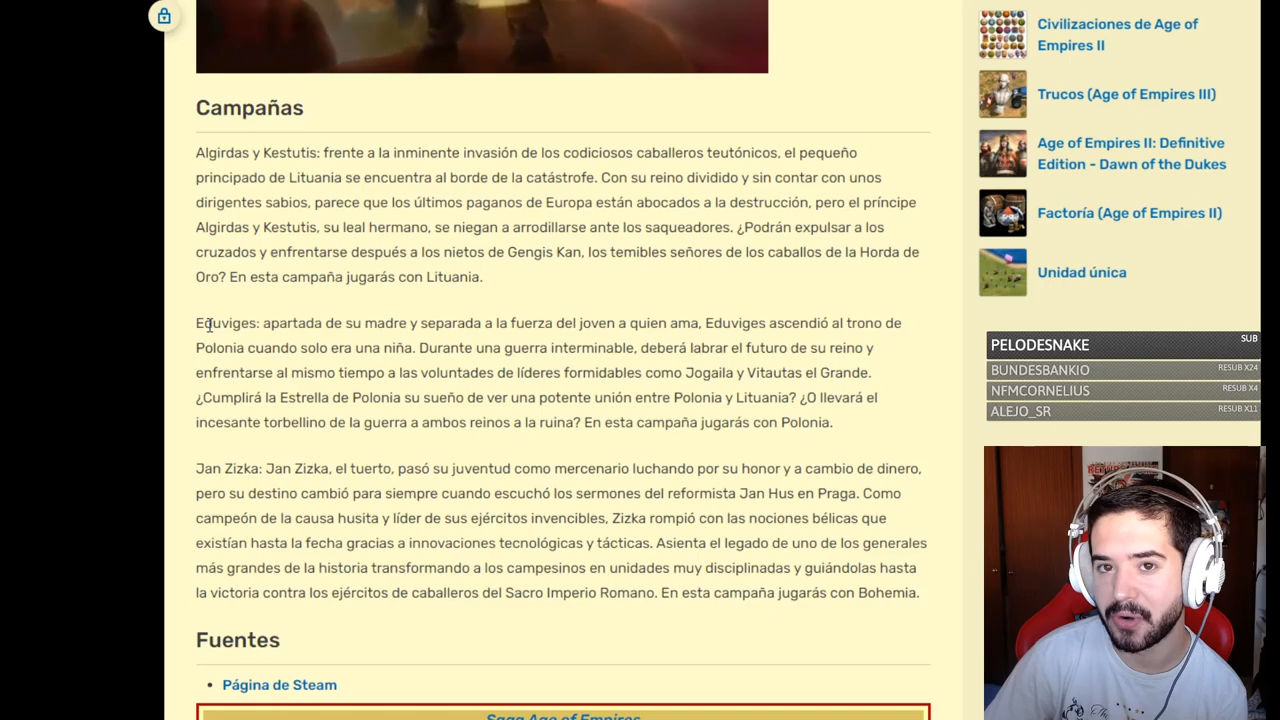 Campañas
Algirdas y Kestutis: frente a la inminente invasión de los codiciosos caballeros teutónicos, el pequeño
principado de Lituania se encuentra al borde de la catástrofe. Con su reino dividido y sin contar con unos
dirigentes sabios, parece que los últimos paganos de Europa están abocados a la destrucción, pero el príncipe
Algirdas y Kestutis, su leal hermano, se niegan a arrodillarse ante los saqueadores. ¿Podrán expulsar a los
cruzados y enfrentarse después a los nietos de Gengis Kan, los temibles señores de los caballos de la Horda de
Oro? En esta campaña jugarás con Lituania.
Eduviges: apartada de su madre y separada a la fuerza del joven a quien ama, Eduviges ascendió al trono de
Polonia cuando solo era una niña. Durante una guerra interminable, deberá labrar el futuro de su reino y
enfrentarse al mismo tiempo a las voluntades de líderes formidables como Jogaila y Vitautas el Grande.
¿Cumplirá la Estrella de Polonia su sueño de ver una potente unión entre Polonia y Lituania? ¿O llevará el
incesante torbellino de la guerra a ambos reinos a la ruina? En esta campaña jugarás con Polonia.
Jan Zizka: Jan Zizka, el tuerto, pasó su juventud como mercenario luchando por su honor y a cambio de dinero,
pero su destino cambió para siempre cuando escuchó los sermones del reformista Jan Hus en Praga. Como
campeón de la causa husita y líder de sus ejércitos invencibles, Zizka rompió con las nociones bélicas que
existían hasta la fecha gracias a innovaciones tecnológicas y tácticas. Asienta el legado de uno de los generales
más grandes de la historia transformando a los campesinos en unidades muy disciplinadas y guiándolas hasta
la victoria contra los ejércitos de caballeros del Sacro Imperio Romano. En esta campaña jugarás con Bohemia.
Fuentes
• Página de Steam
Saga Age of Empires
Civilizaciones de Age of
Empires II
Trucos (Age of Empires III)
Age of Empires II: Definitive
Edition - Dawn of the Dukes
Factoría (Age of Empires II)
Unidad única
PELODESNAKE SUB
BUNDESBANKIO RESUB X24
NFMCORNELIUS RESUB X4
ALEJO_SR RESUB X11